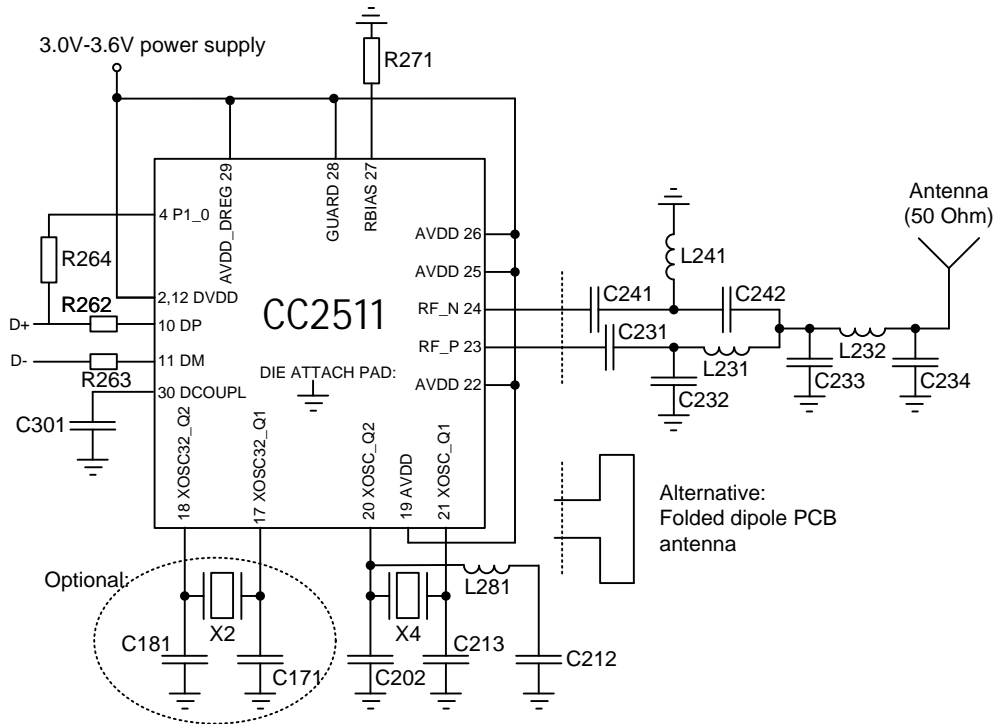 3.0V-3.6V power supply
R271
AVDD_DREG 29
GUARD 28
RBIAS 27
4 P1_0
R264
AVDD 26
AVDD 25
L241
Antenna
(50 Ohm)
R262
2,12 DVDD
CC2511
RF_N 24
C241
C242
D+
10 DP
C231
D-
11 DM
RF_P 23
L231
L232
R263
DIE ATTACH PAD:
C232
C233
C234
30 DCOUPL
AVDD 22
C301
18 XOSC32_Q2
17 XOSC32_Q1
20 XOSC_Q2
19 AVDD
21 XOSC_Q1
Alternative:
Folded dipole PCB
antenna
Optional:
L281
X2
X4
C181
C171
C202
C213
C212